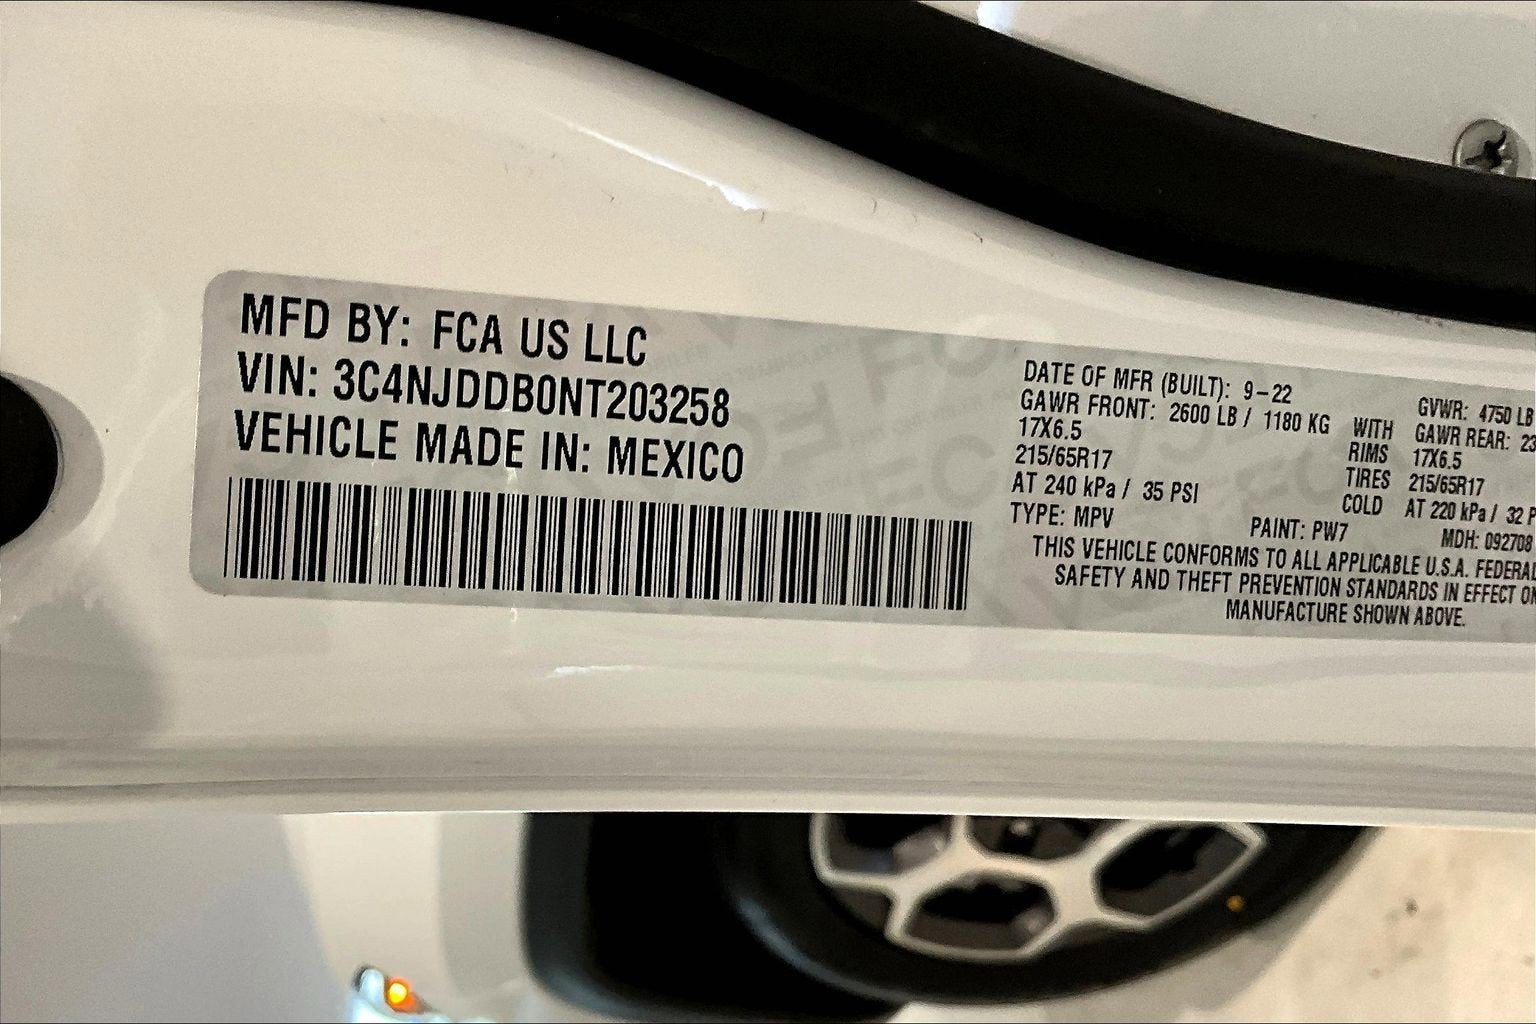 MFD BY: FCA US LLC
VIN: 3C4NJDDB0NT203258
VEHICLE MADE IN: MEXICO
DATE OF MFR (BUILT): 9-22 GVWR: 4750 LB
GAWR FRONT: 2600 LB / 1180 KG WITH GAWR REAR:
17X6.5 RIMS 17X6.5
215/65R17 TIRES 215/65R17
AT 240 kPa / 35 PSI COLD AT 220 kPa / 32
TYPE: MPV PAINT: PW7 MDH: 092708
THIS VEHICLE CONFORMS TO ALL APPLICABLE U.S.A. FEDERAL
SAFETY AND THEFT PREVENTION STANDARDS IN EFFECT ON
MANUFACTURE SHOWN ABOVE.